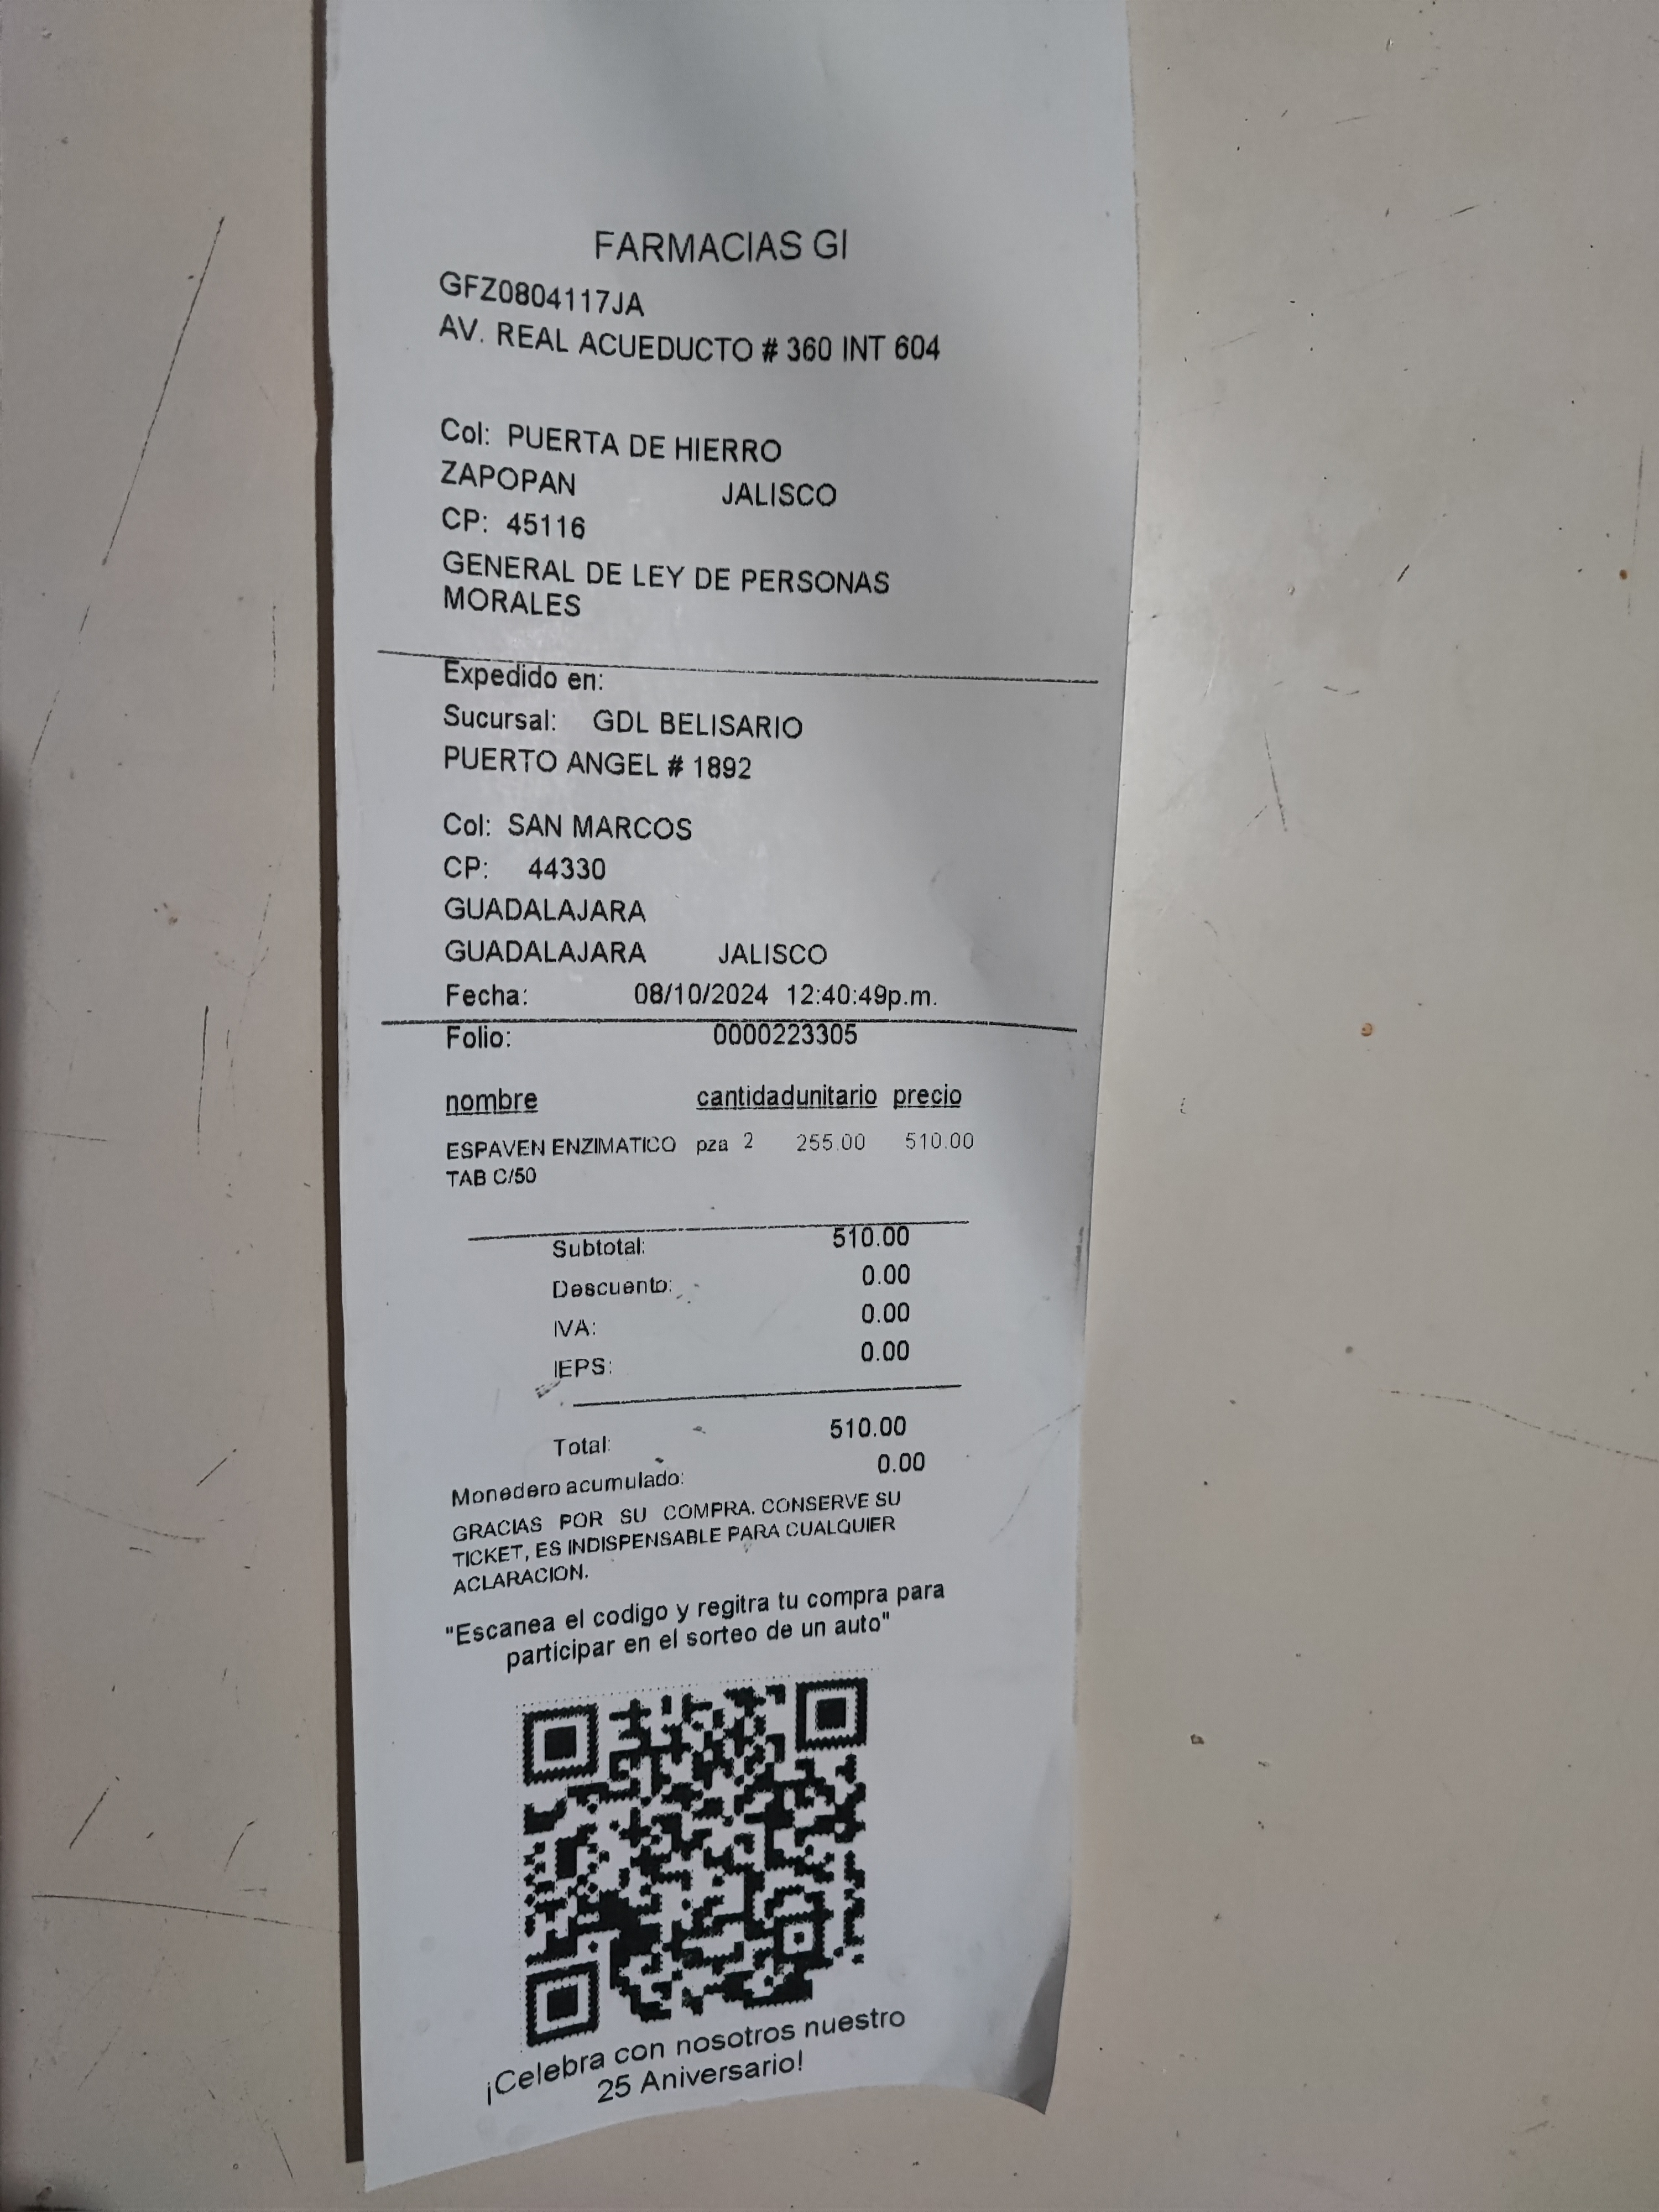 FARMACIAS GI
GFZ0804117JA
AV. REAL ACUEDUCTO # 360 INT 604
Col: PUERTA DE HIERRO
ZAPOPAN JALISCO
CP: 45116
GENERAL DE LEY DE PERSONAS
MORALES
Expedido en:
Sucursal: GDL BELISARIO
PUERTO ANGEL # 1892
Col: SAN MARCOS
CP: 44330
GUADALAJARA
GUADALAJARA JALISCO
Fecha: 08/10/2024 12:40:49p.m.
Folio: 0000223305
nombre cantidadunitario precio
ESPAVEN ENZIMATICO pza 2 255.00 510.00
TAB C/50
Subtotal: 510.00
Descuento: 0.00
IVA: 0.00
IEPS: 0.00
Total: 510.00
Monedero acumulado: 0.00
GRACIAS POR SU COMPRA. CONSERVE SU
TICKET, ES INDISPENSABLE PARA CUALQUIER
ACLARACION.
"Escanea el codigo y regitra tu compra para
participar en el sorteo de un auto"
¡Celebra con nosotros nuestro
25 Aniversario!